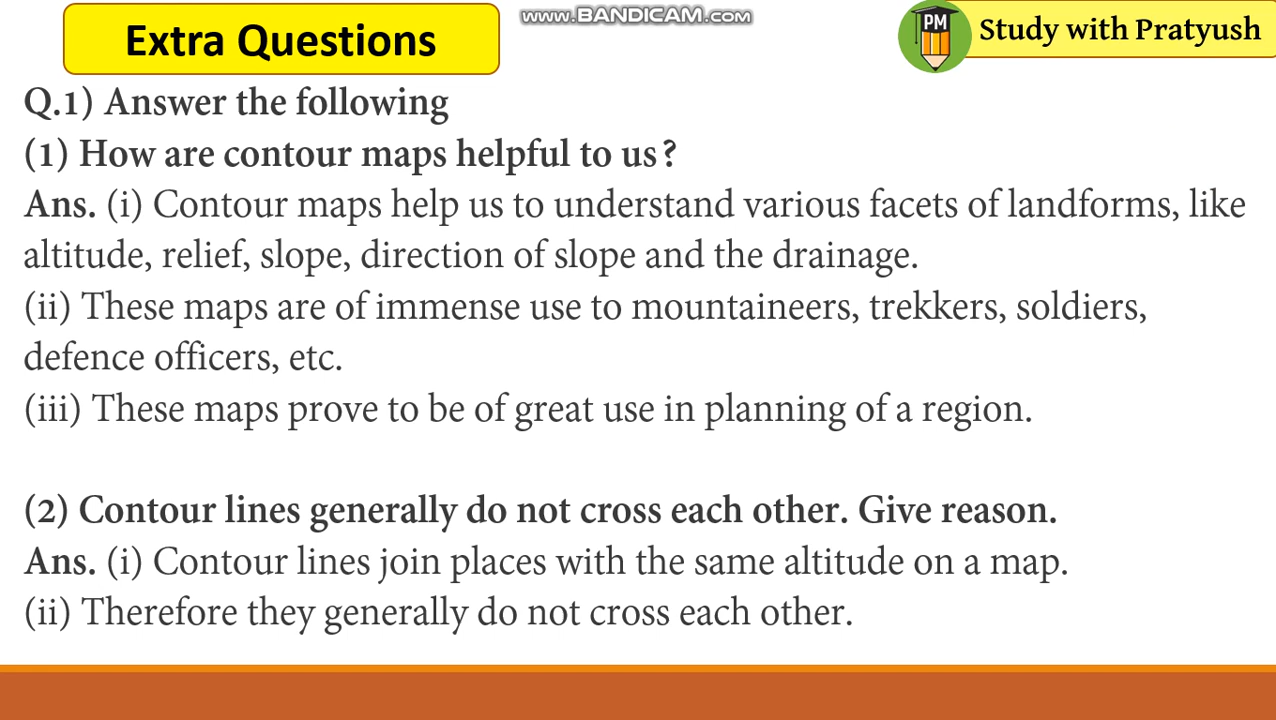 www.BANDICAM.com
Extra Questions
PM
Study with Pratyush
Q.1) Answer the following
(1) How are contour maps helpful to us?
Ans. (i) Contour maps help us to understand various facets of landforms, like
altitude, relief, slope, direction of slope and the drainage.
(ii) These maps are of immense use to mountaineers, trekkers, soldiers,
defence officers, etc.
(iii) These maps prove to be of great use in planning of a region.
(2) Contour lines generally do not cross each other. Give reason.
Ans. (i) Contour lines join places with the same altitude on a map.
(ii) Therefore they generally do not cross each other.